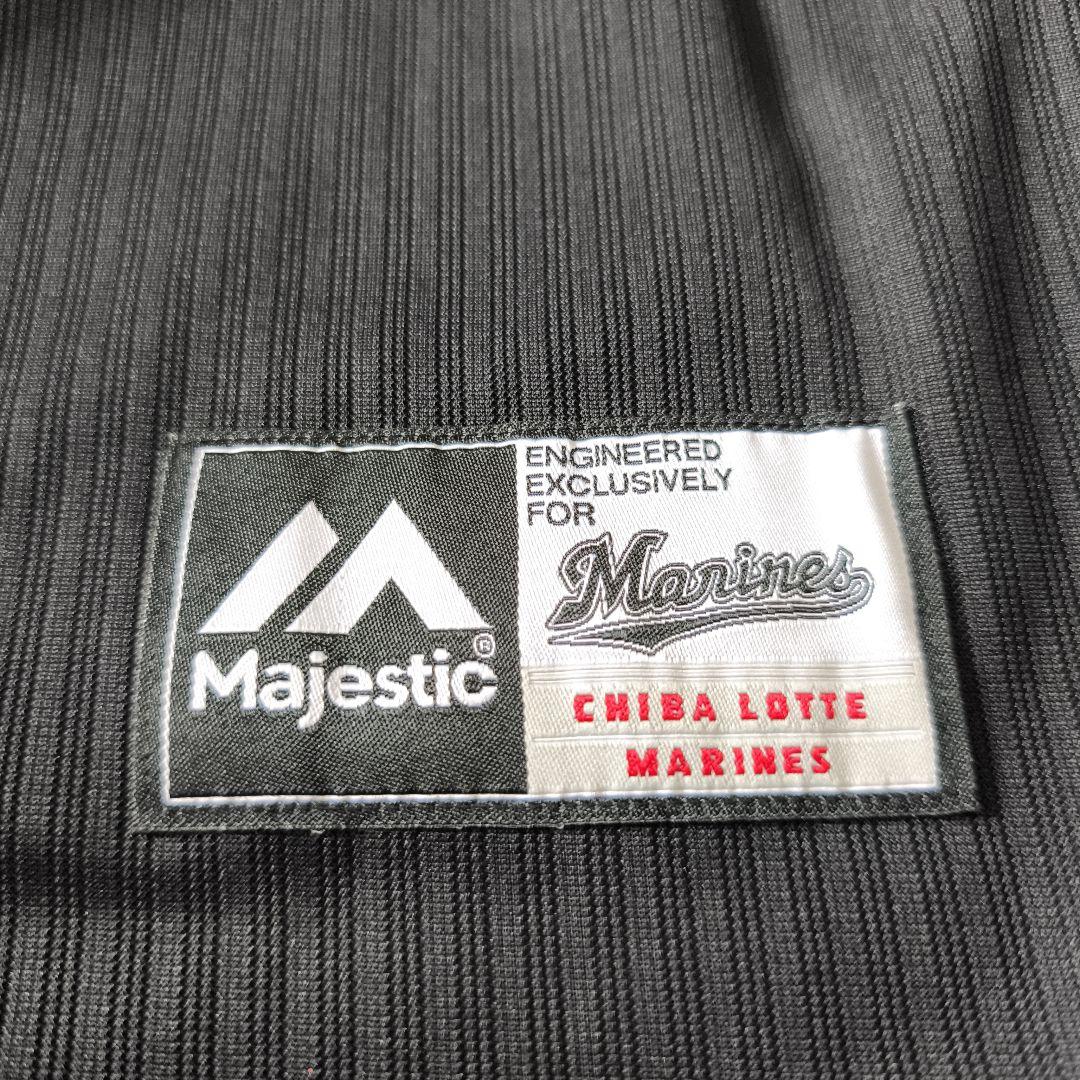 Majestic®
ENGINEERED
EXCLUSIVELY
FOR
Marines
CHIBA LOTTE
MARINES